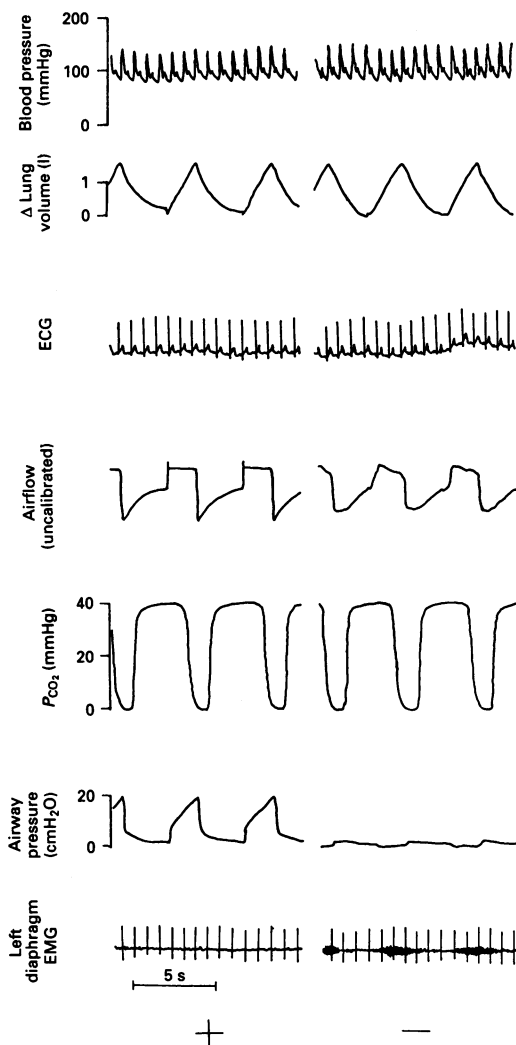 Blood pressure
(mmHg)
200
100
0
Δ Lung
volume (l)
1
0
ECG
Airflow
(uncalibrated)
PCO2 (mmHg)
40
20
0
Airway
pressure
(cmH2O)
20
0
Left
diaphragm
EMG
5 s
+
−